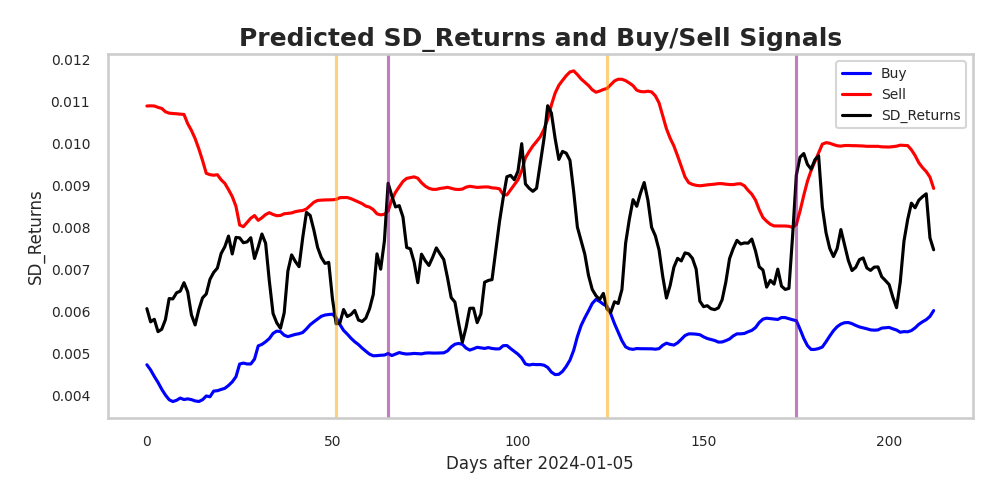 Predicted SD_Returns and Buy/Sell Signals
0.012
0.011
0.010
0.009
0.008
0.007
0.006
0.005
0.004
SD_Returns
Buy
Sell
SD_Returns
0
50
100
150
200
Days after 2024-01-05